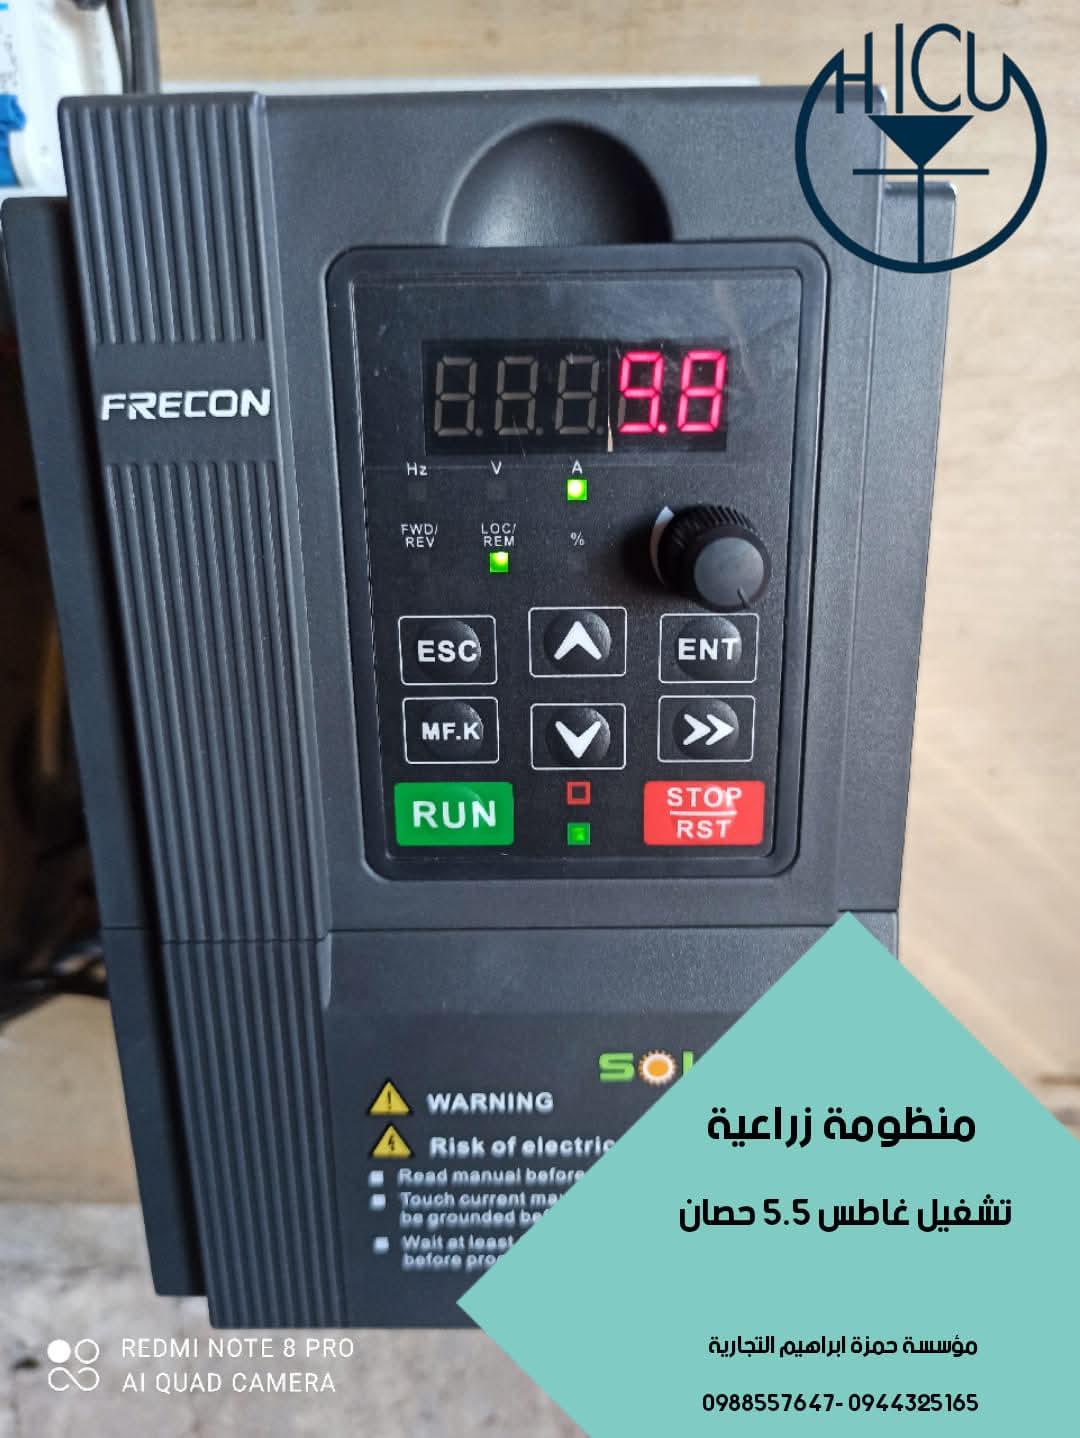 HICU
FRECON
9.8
Hz V A
FWD/
REV
LOC/
REM
%
ESC
ENT
MF.K
RUN
STOP
RST
WARNING
Risk of electric
Read manual before
Touch current
be grounded
Wait at least
before
منظومة زراعية
تشغيل غاطس 5.5 حصان
مؤسسة حمزة ابراهيم التجارية
0988557647- 0944325165
REDMI NOTE 8 PRO
AI QUAD CAMERA